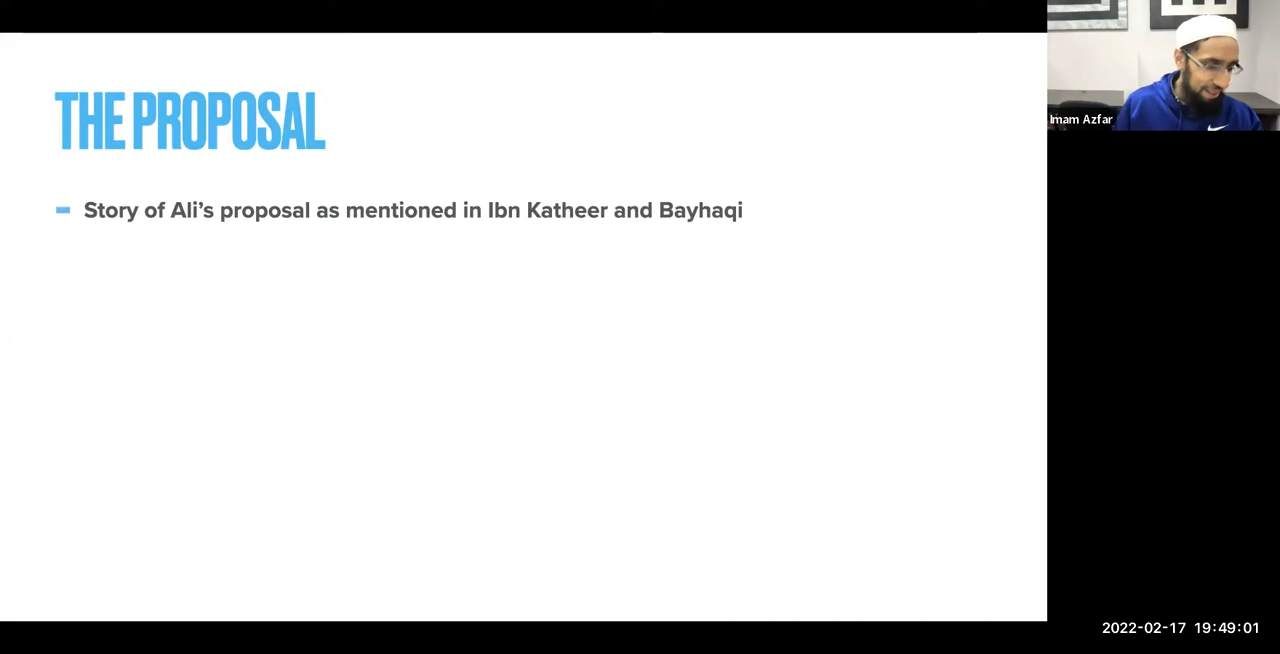 THE PROPOSAL
Story of Ali’s proposal as mentioned in Ibn Katheer and Bayhaqi
Imam Azfar
2022-02-17 19:49:01